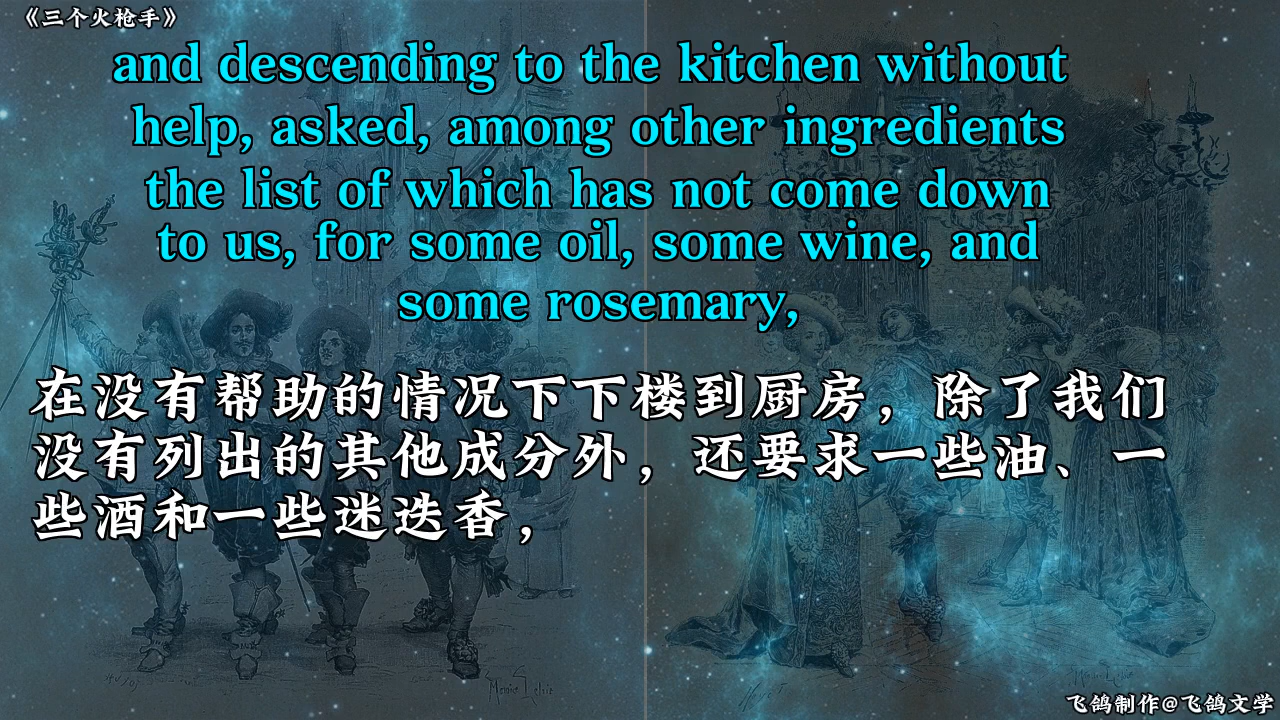 《三个火枪手》
and descending to the kitchen without
help, asked, among other ingredients
the list of which has not come down
to us, for some oil, some wine, and
some rosemary,
在没有帮助的情况下下楼到厨房，除了我们
没有列出的其他成分外，还要求一些油、一
些酒和一些迷迭香，
飞鸽制作@飞鸽文学